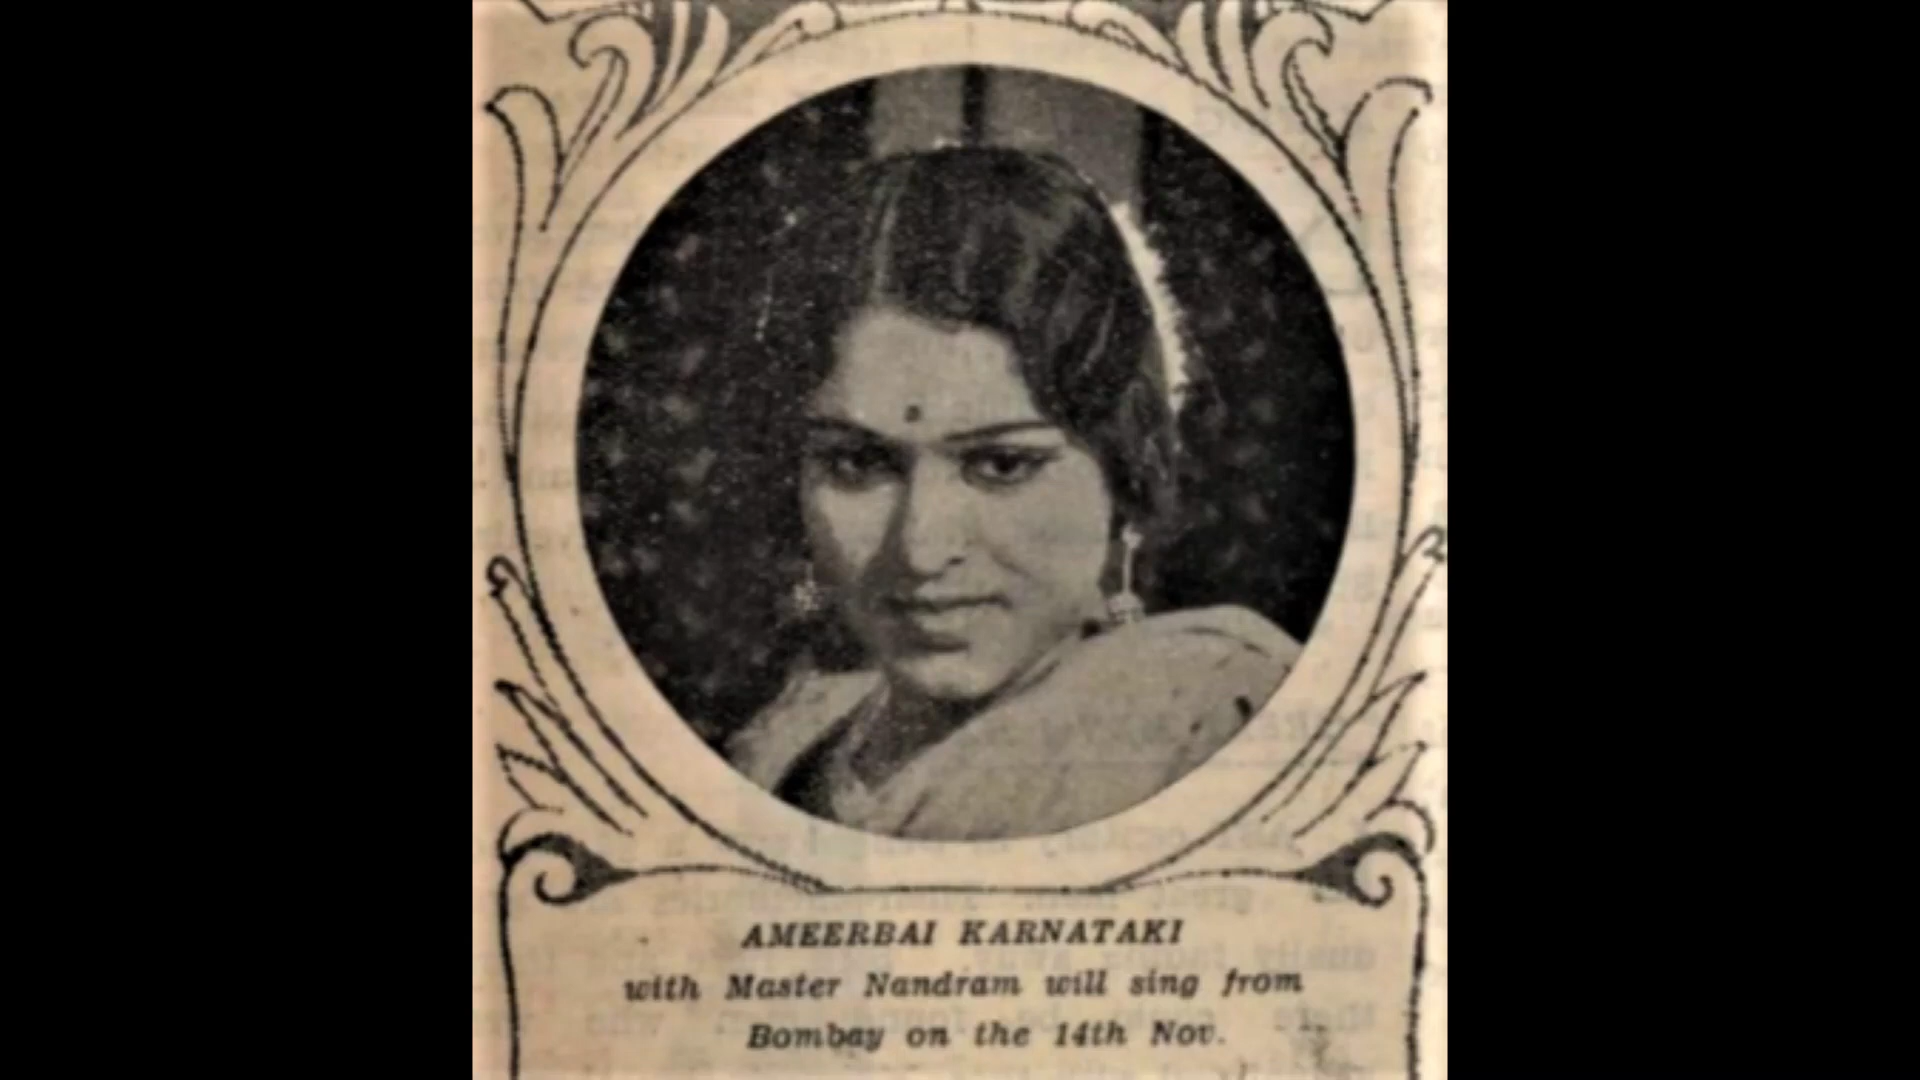 AMEERBAI KARNATAKI
with Master Nandram will sing from
Bombay on the 14th Nov.